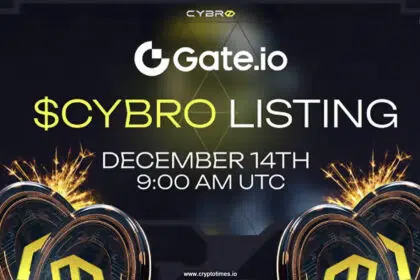 CYBRO
Gate.io
$CYBRO LISTING
DECEMBER 14TH
9:00 AM UTC
www.cryptotimes.io